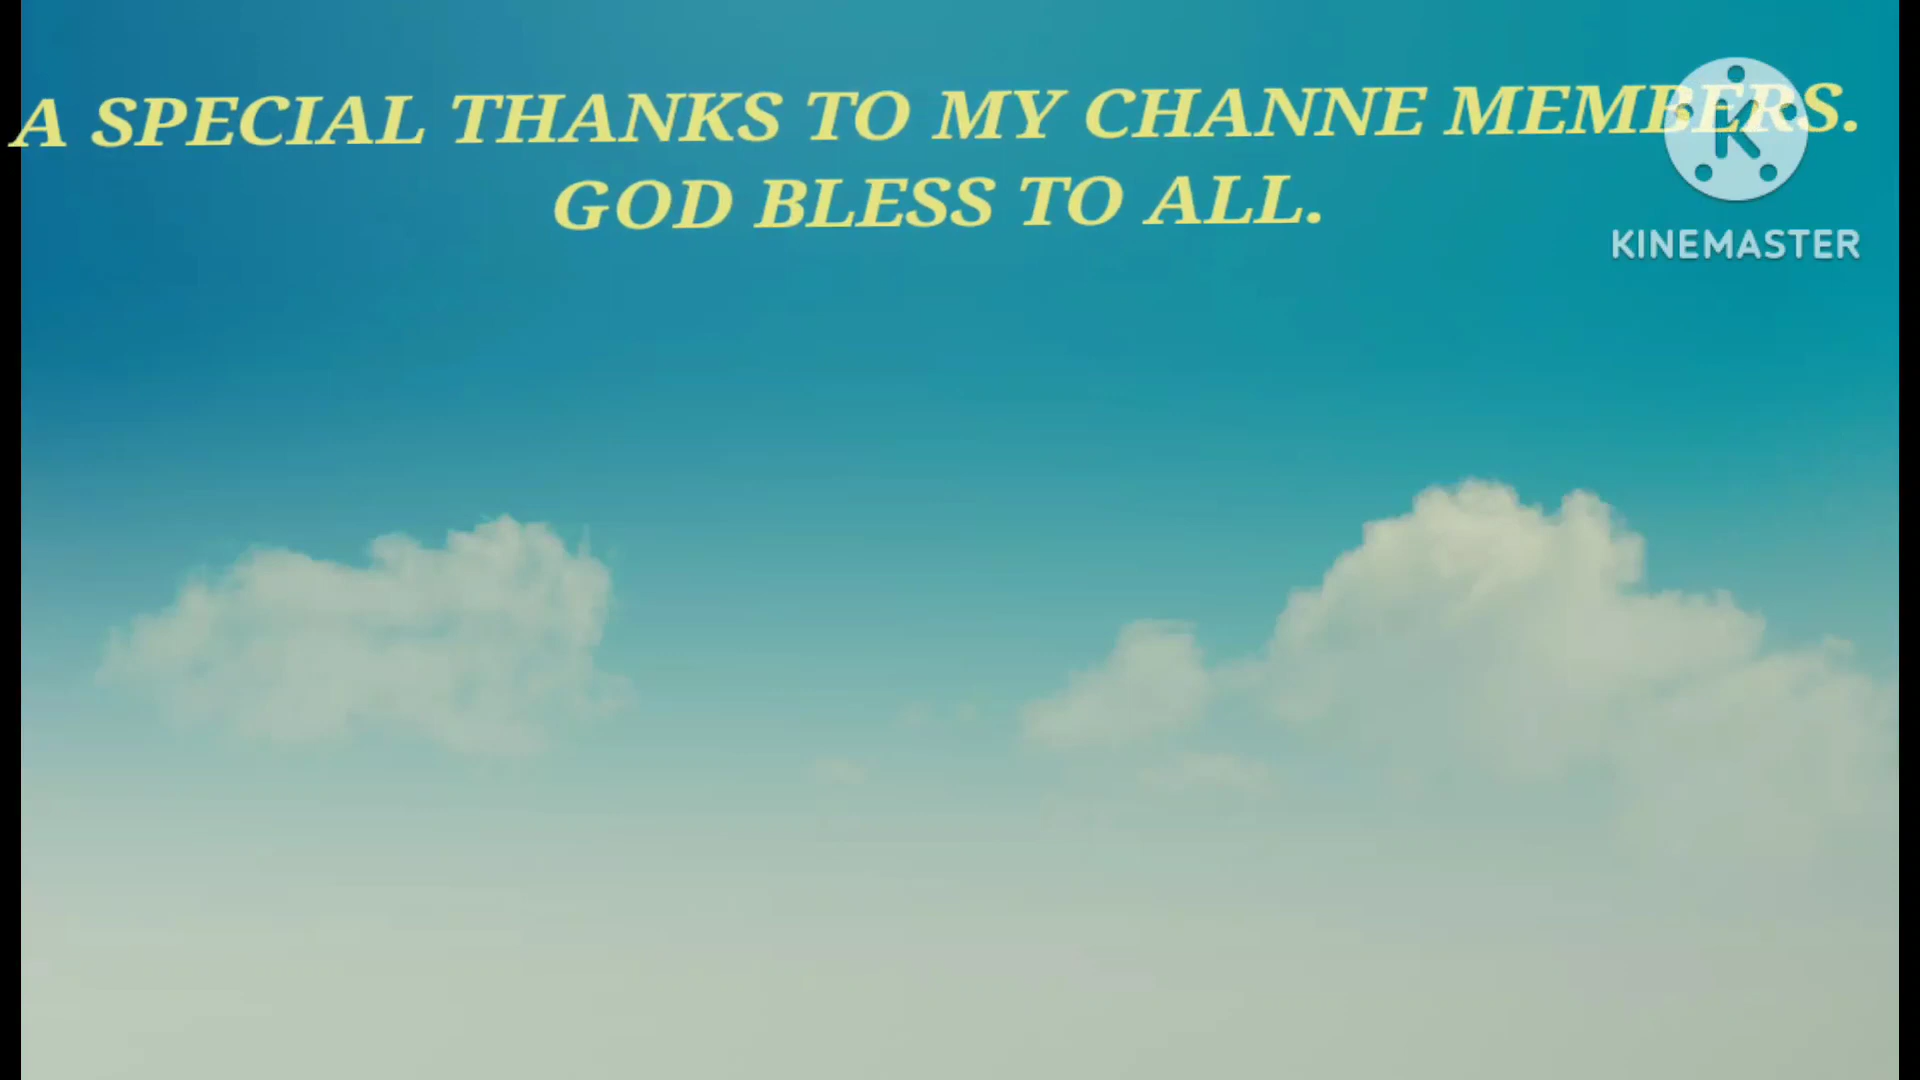 A SPECIAL THANKS TO MY CHANNE MEMBERS.
GOD BLESS TO ALL.
KINEMASTER